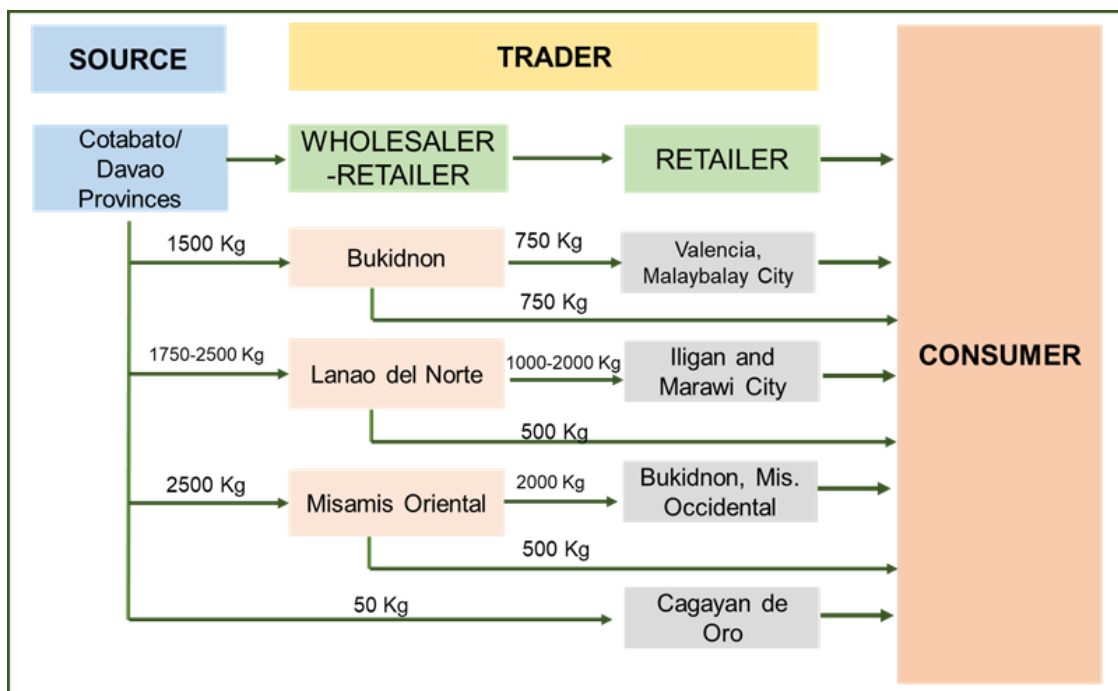 SOURCE
TRADER
CONSUMER
Cotabato/
Davao
Provinces
WHOLESALER
-RETAILER
RETAILER
1500 Kg
Bukidnon
750 Kg
Valencia,
Malaybalay City
750 Kg
1750-2500 Kg
Lanao del Norte
1000-2000 Kg
Iligan and
Marawi City
500 Kg
2500 Kg
Misamis Oriental
2000 Kg
Bukidnon, Mis.
Occidental
500 Kg
50 Kg
Cagayan de
Oro